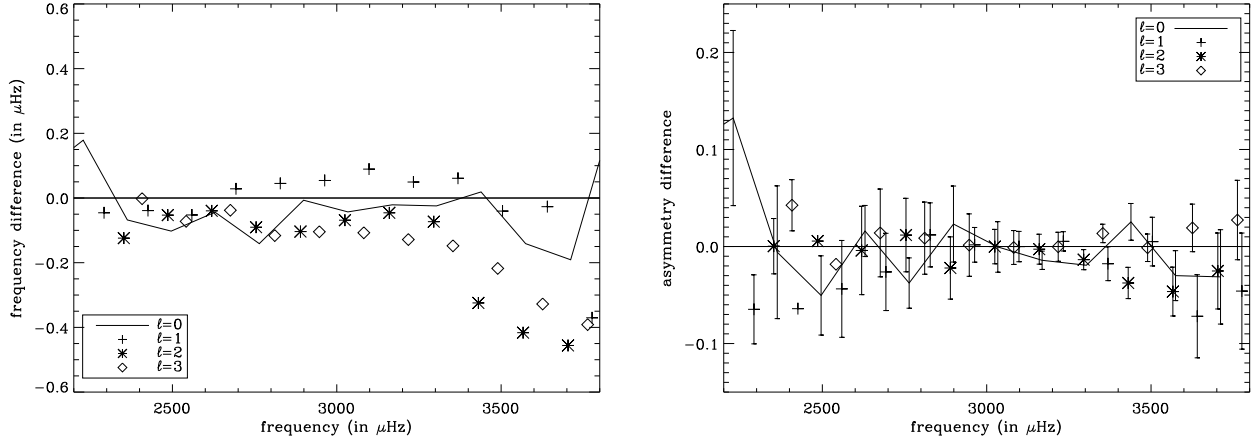 0.6
0.4
0.2
0.0
−0.2
−0.4
−0.6
frequency difference (in μHz)
ℓ=0
ℓ=1
ℓ=2
ℓ=3
2500
3000
3500
frequency (in μHz)
0.2
0.1
0.0
−0.1
asymmetry difference
ℓ=0
ℓ=1
ℓ=2
ℓ=3
2500
3000
3500
frequency (in μHz)